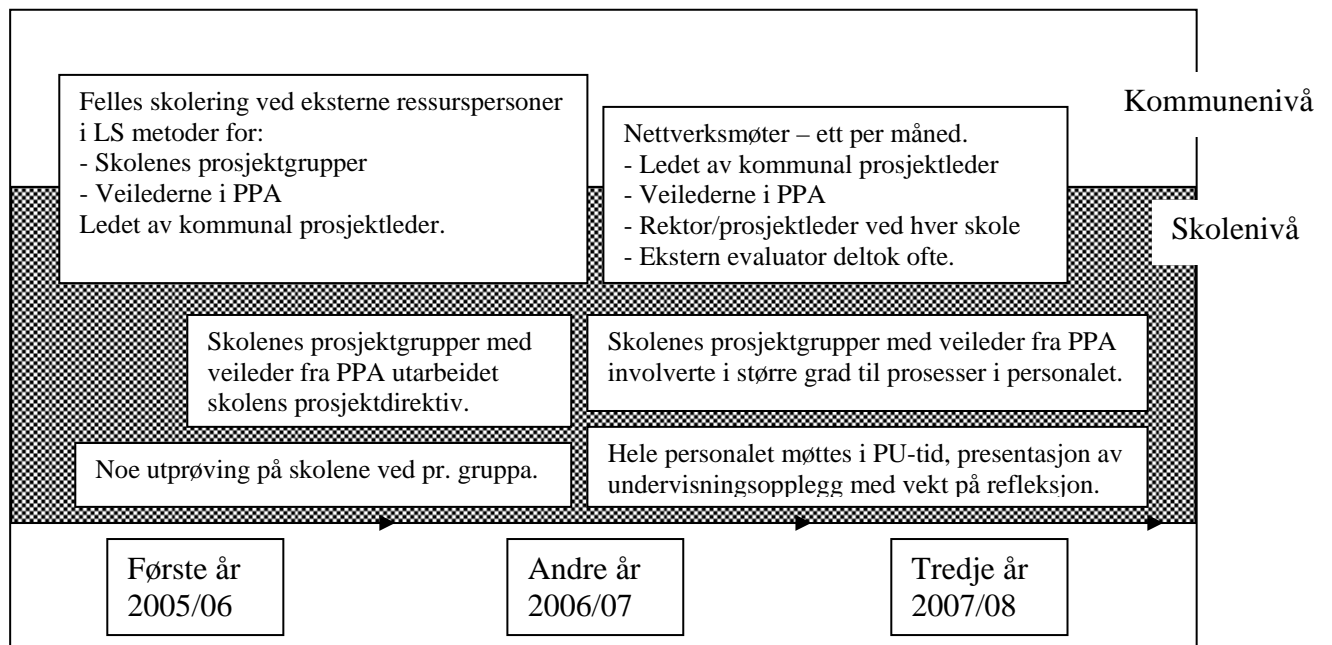 Felles skolering ved eksterne ressurspersoner
i LS metoder for:
- Skolenes prosjektgrupper
- Veilederne i PPA
Ledet av kommunal prosjektleder.
Nettverksmøter – ett per måned.
- Ledet av kommunal prosjektleder
- Veilederne i PPA
- Rektor/prosjektleder ved hver skole
- Ekstern evaluator deltok ofte.
Kommunenivå
Skolenivå
Skolenes prosjektgrupper med
veileder fra PPA utarbeidet
skolens prosjektdirektiv.
Skolenes prosjektgrupper med veileder fra PPA
involverte i større grad til prosesser i personalet.
Noe utprøving på skolene ved pr. gruppa.
Hele personalet møttes i PU-tid, presentasjon av
undervisningsopplegg med vekt på refleksjon.
Første år
2005/06
Andre år
2006/07
Tredje år
2007/08